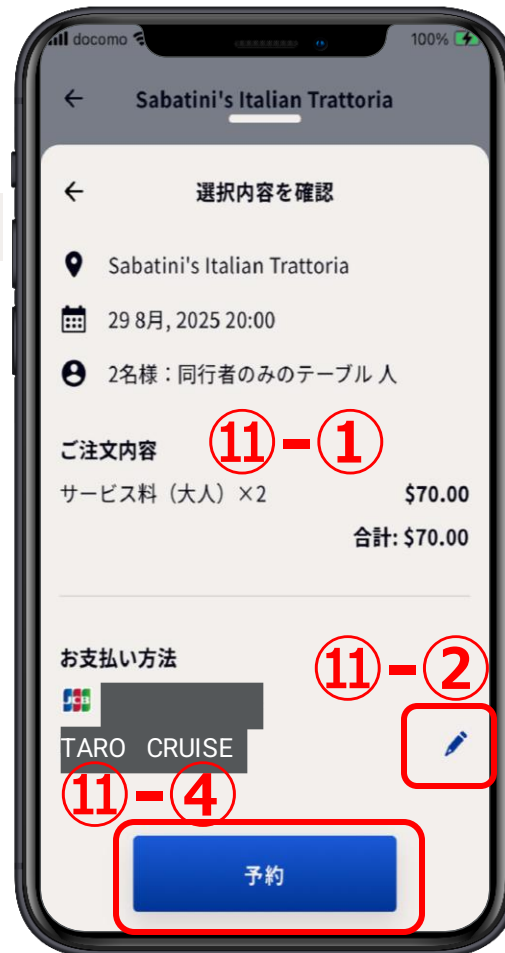 docomo 100%
← Sabatini's Italian Trattoria
← 選択内容を確認
Sabatini's Italian Trattoria
29 8月, 2025 20:00
2名様：同行者のみのテーブル 人
⑪-①
ご注文内容
サービス料（大人）×2 $70.00
合計: $70.00
お支払い方法
⑪-②
JCB
TARO CRUISE
⑪-④
予約